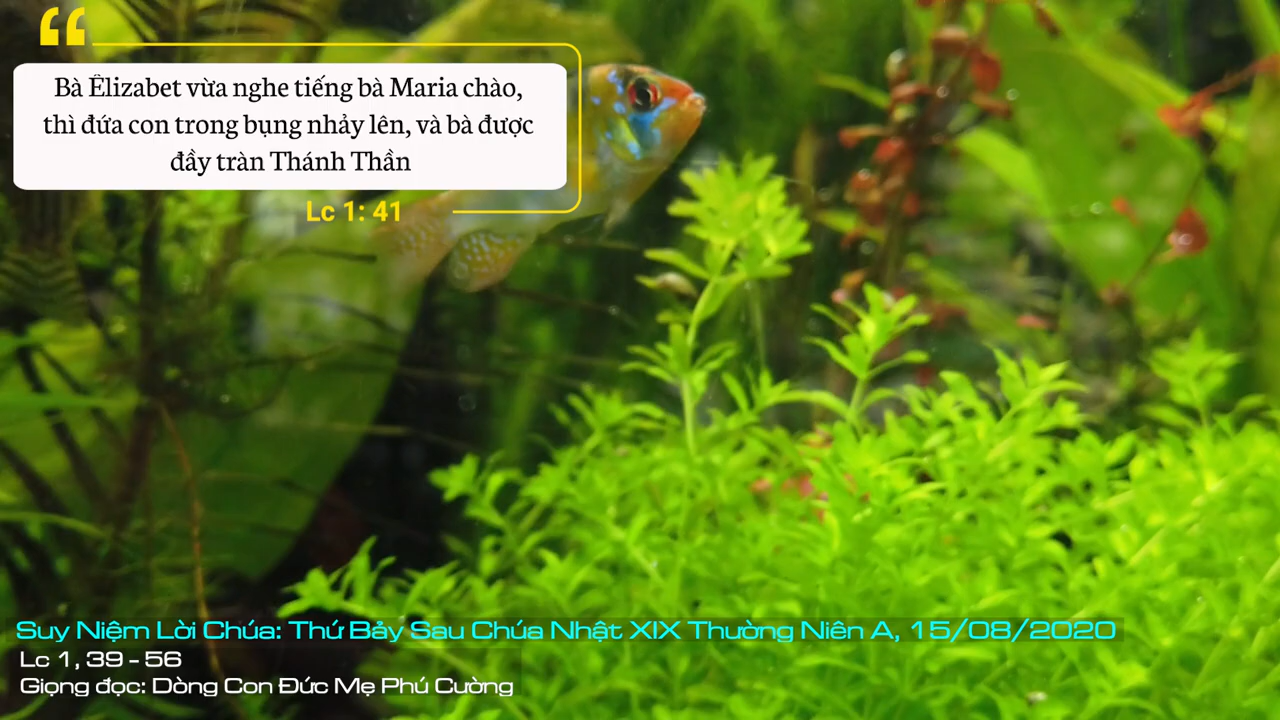 Bà Êlizabet vừa nghe tiếng bà Maria chào,
thì đứa con trong bụng nhảy lên, và bà được
đầy tràn Thánh Thần
Lc 1: 41
Suy Niệm Lời Chúa: Thứ Bảy Sau Chúa Nhật XIX Thường Niên A, 15/08/2020
Lc 1, 39 - 56
Giọng đọc: Dòng Con Đức Mẹ Phú Cường